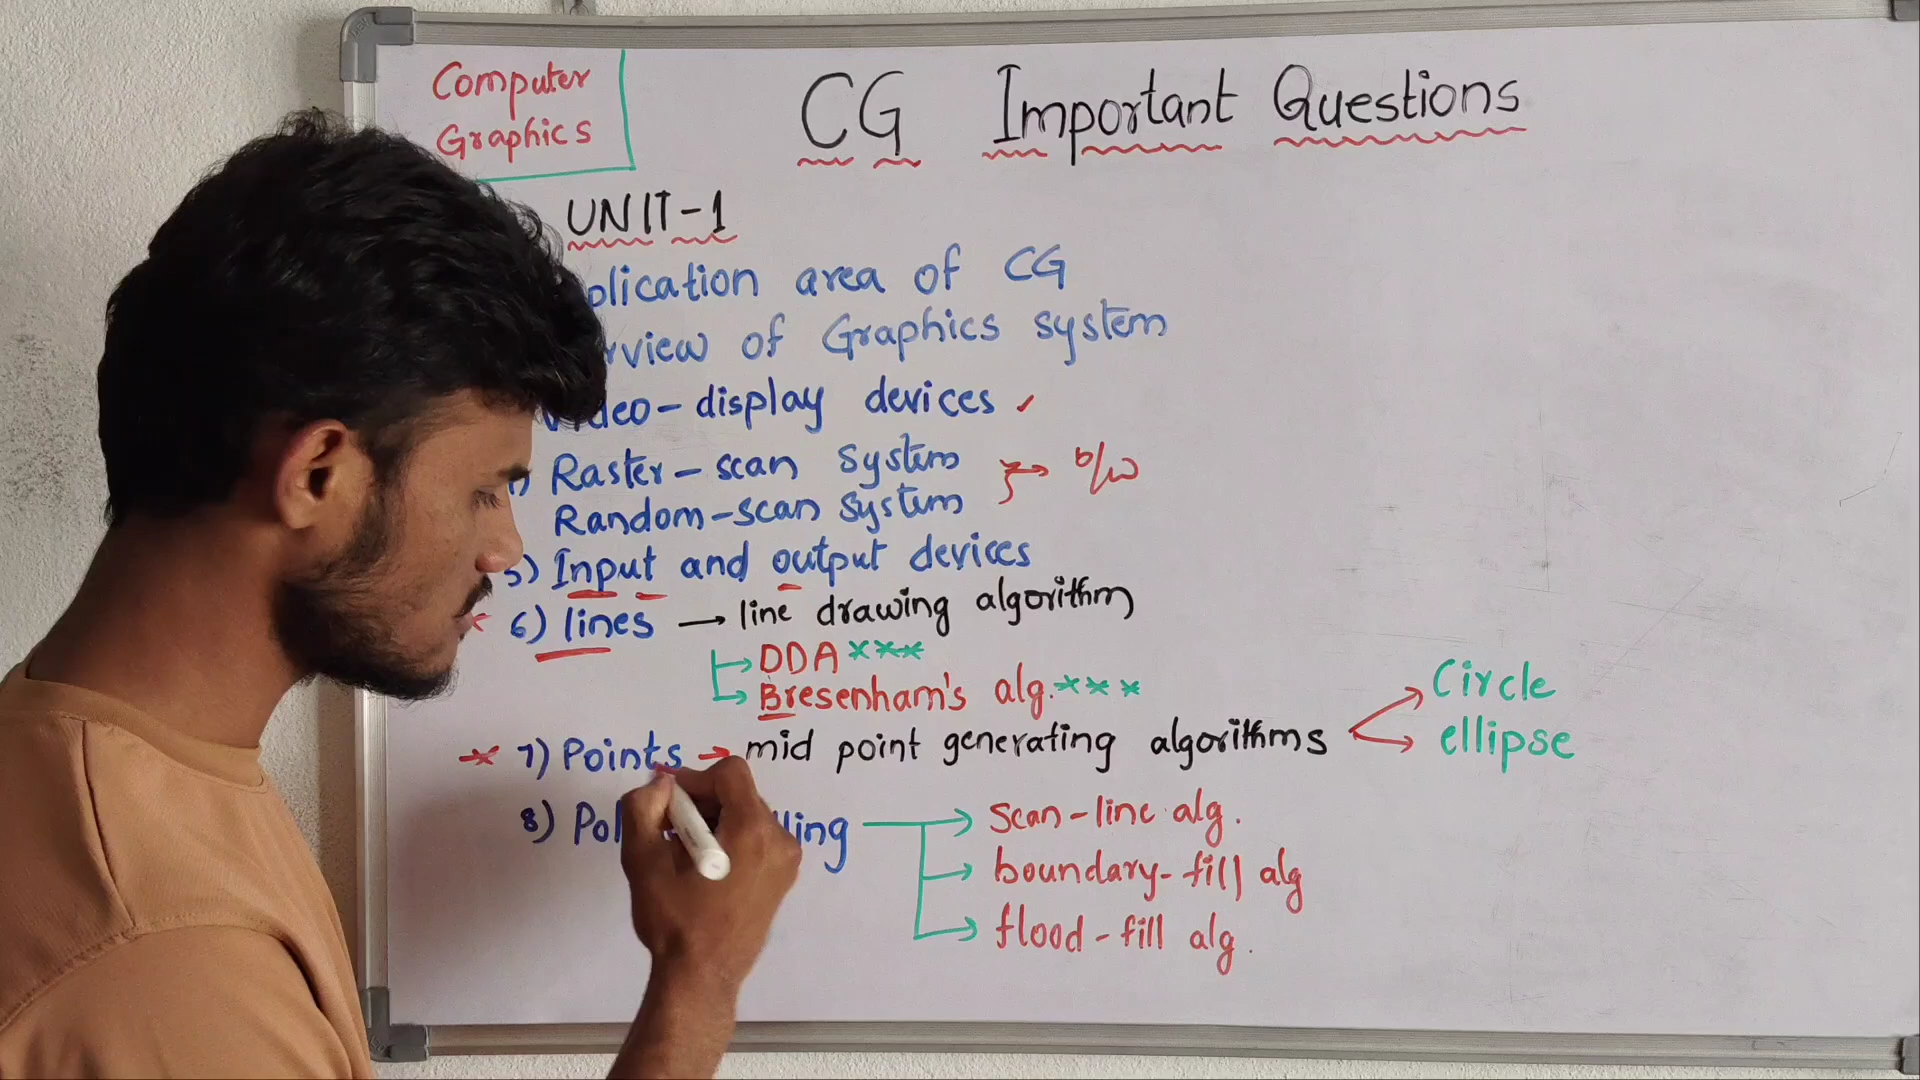 Computer
Graphics
CG Important Questions
UNIT-1
plication area of CG
rview of Graphics system
Video-display devices ✓
) Raster-scan system → b/w
Random-scan system
5) Input and output devices
6) lines → line drawing algorithm
→ DDA ***
→ Bresenham's alg. ***
* 7) Points → mid point generating algorithms
→ Circle
→ ellipse
8) Pol lling
→ scan-line alg.
→ boundary-fill alg
→ flood-fill alg.